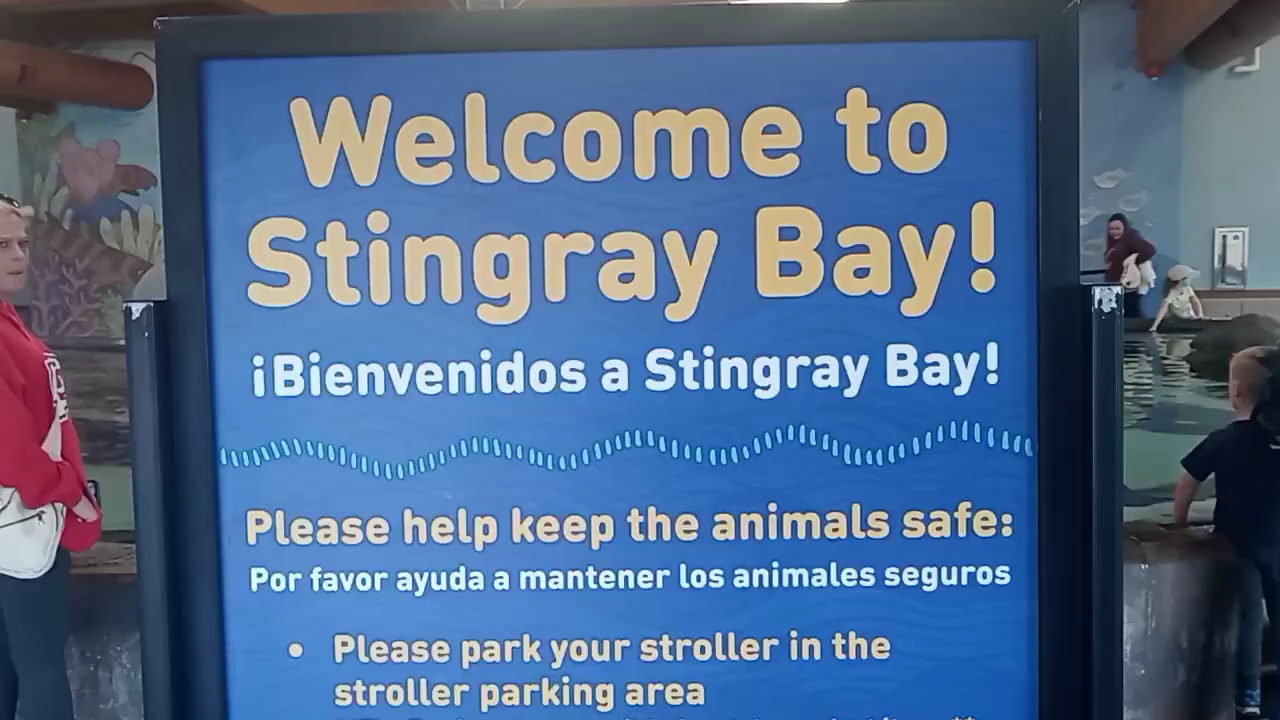 Welcome to
Stingray Bay!
¡Bienvenidos a Stingray Bay!
Please help keep the animals safe:
Por favor ayuda a mantener los animales seguros
• Please park your stroller in the
stroller parking area